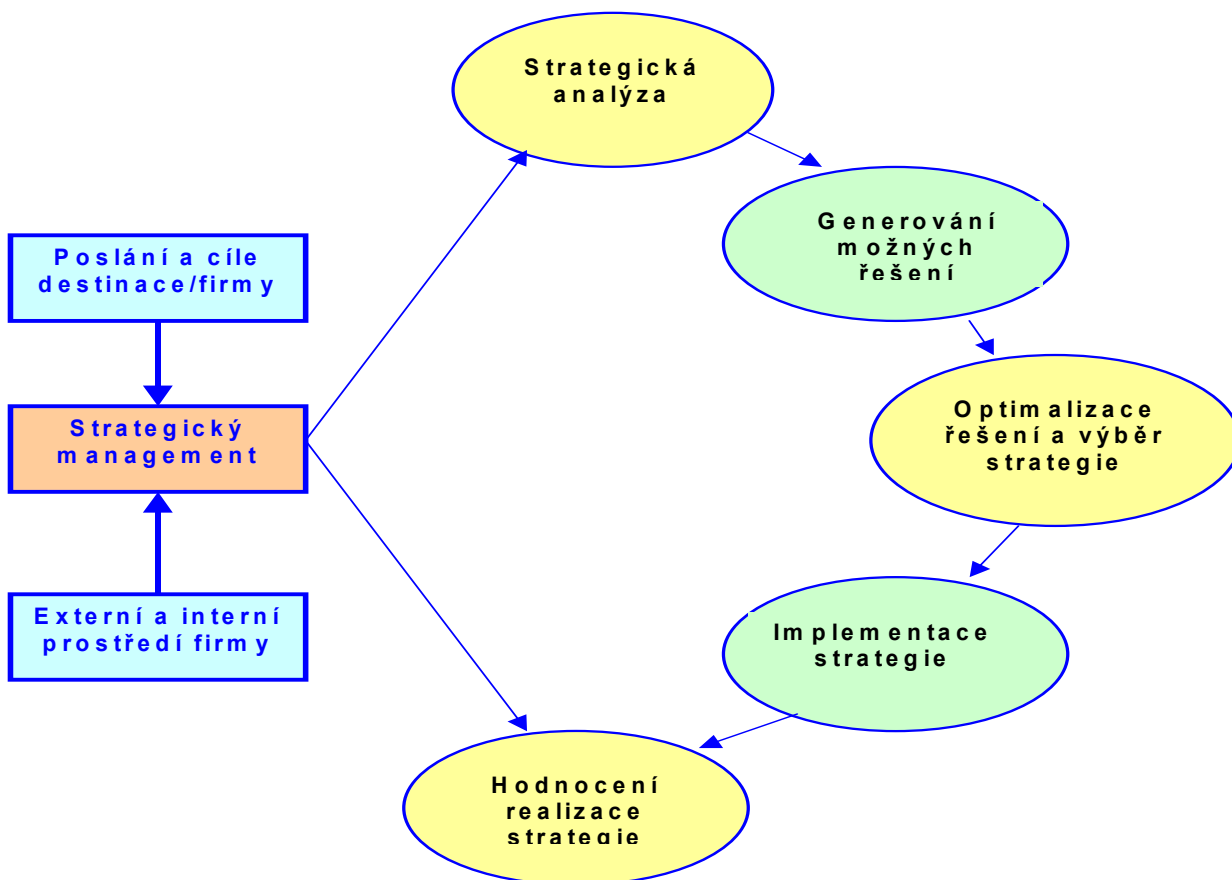 Strategická
analýza
Generování
možných
řešení
Poslání a cíle
destinace/firmy
Strategický
management
Optimalizace
řešení a výběr
strategie
Externí a interní
prostředí firmy
Implementace
strategie
Hodnocení
realizace
strategie